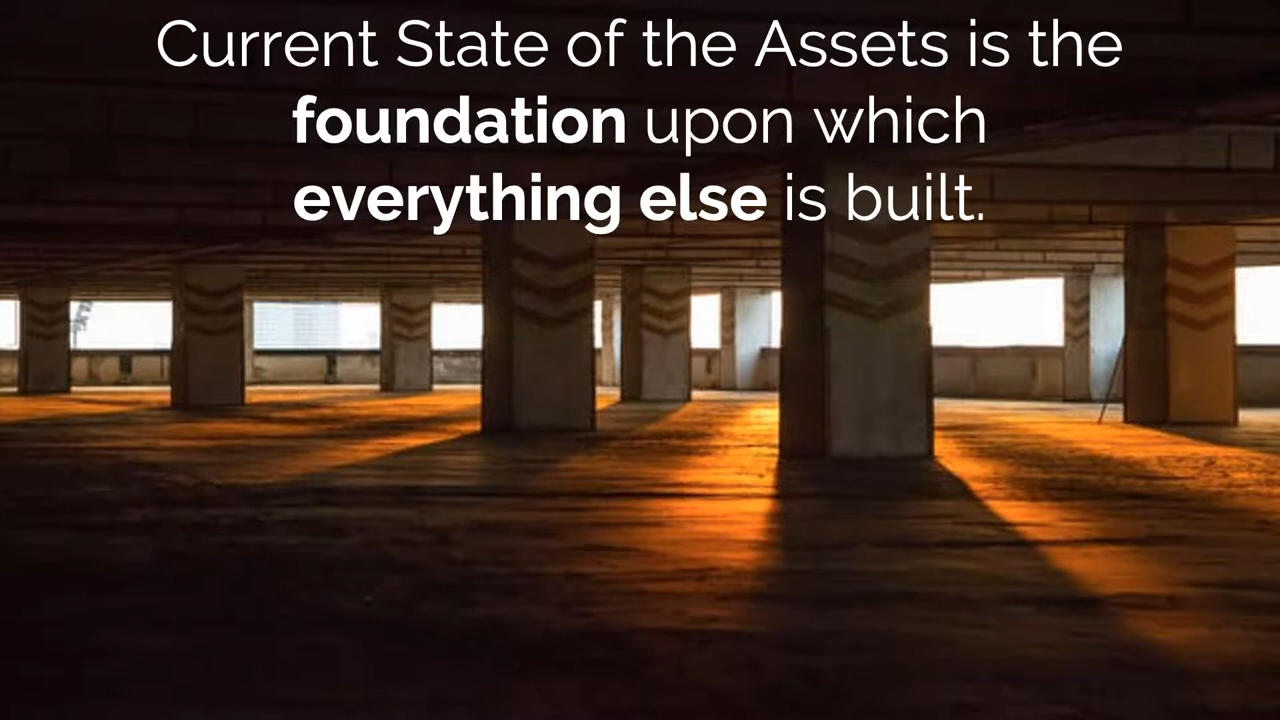 Current State of the Assets is the
foundation upon which
everything else is built.